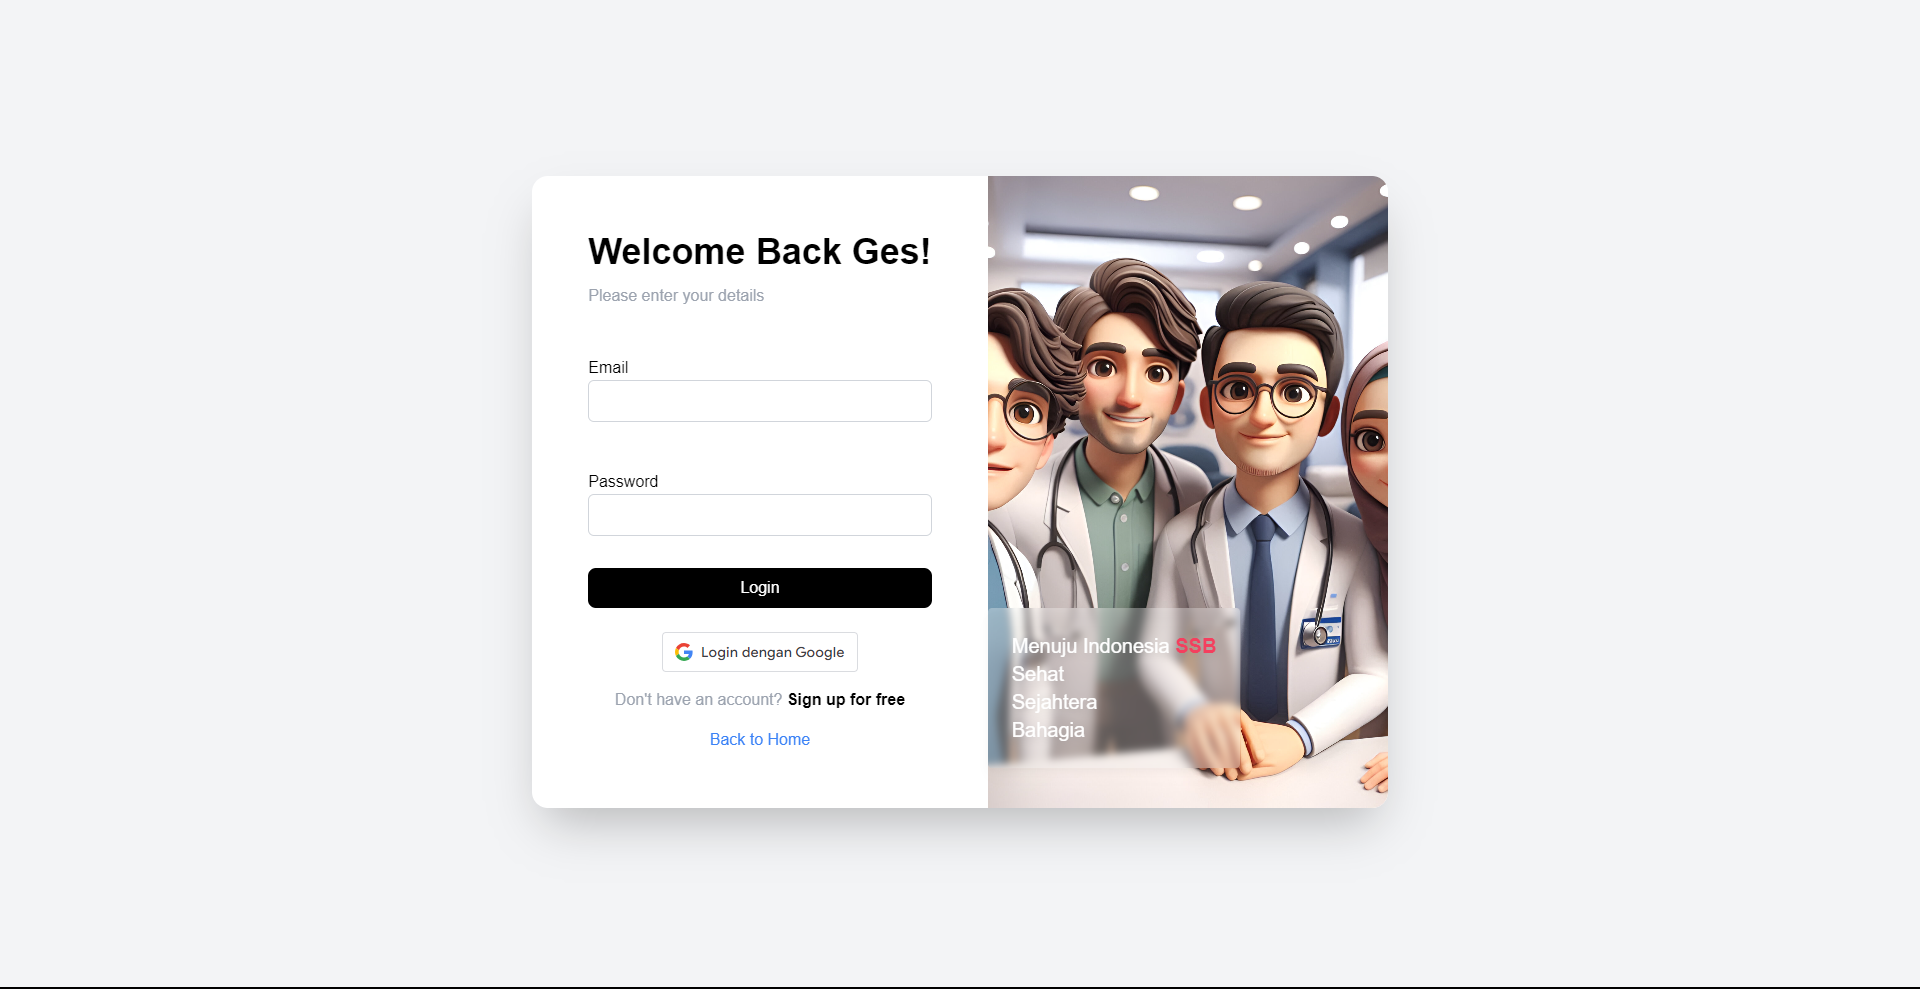 Welcome Back Ges!
Please enter your details
Email
Password
Login
Login dengan Google
Don't have an account? Sign up for free
Back to Home
Menuju Indonesia SSB
Sehat
Sejahtera
Bahagia